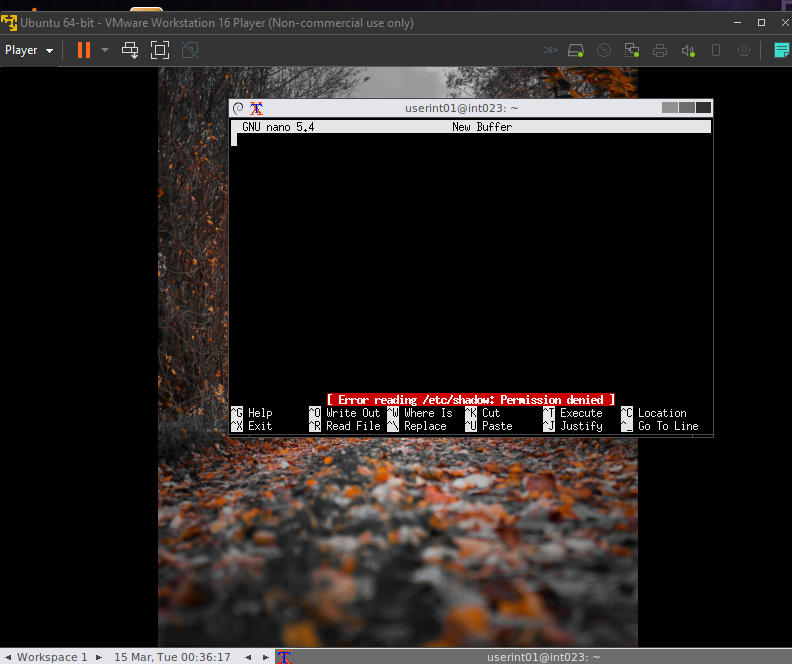 Ubuntu 64-bit - VMware Workstation 16 Player (Non-commercial use only)
Player
userint01@int023: ~
GNU nano 5.4 New Buffer
[ Error reading /etc/shadow: Permission denied ]
^G Help ^O Write Out ^W Where Is ^K Cut ^T Execute ^C Location
^X Exit ^R Read File ^\ Replace ^U Paste ^J Justify ^_ Go To Line
Workspace 1 15 Mar, Tue 00:36:17 userint01@int023: ~